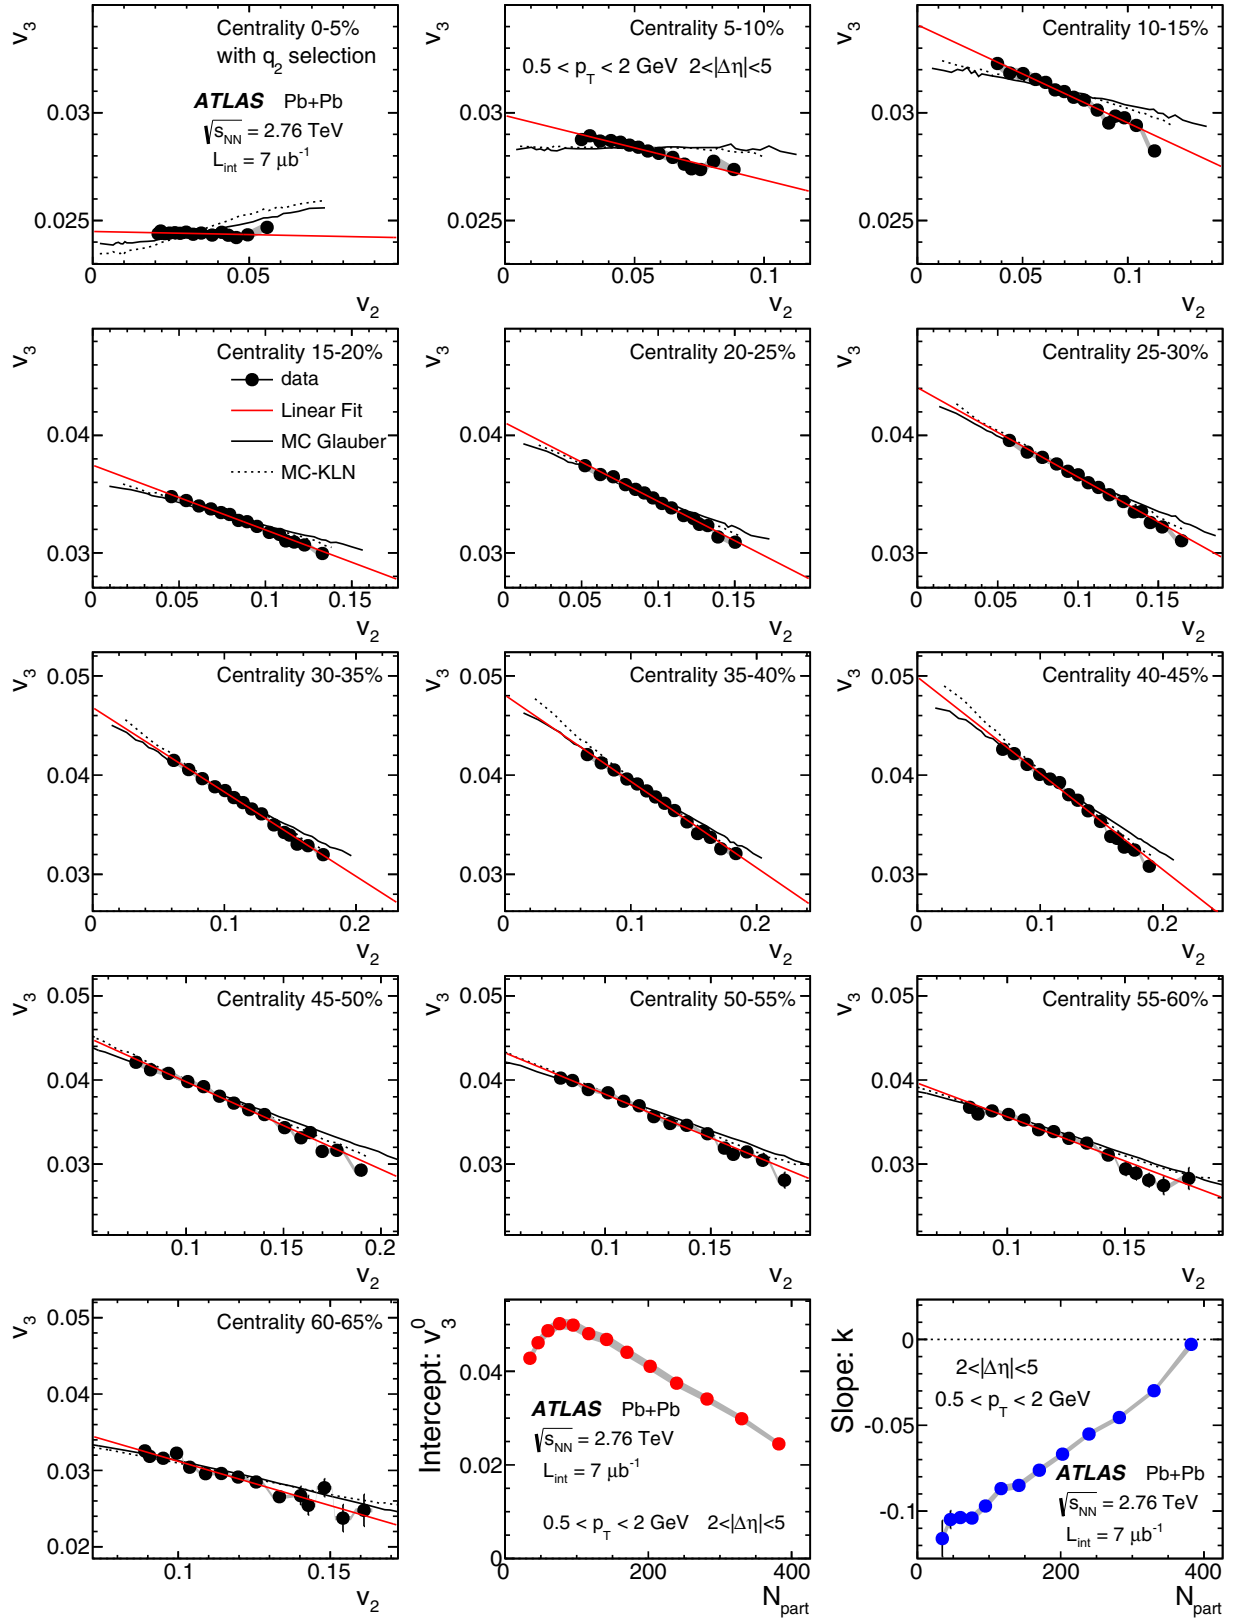 v3
Centrality 0-5%
with q2 selection
ATLAS Pb+Pb
√sNN = 2.76 TeV
Lint = 7 μb-1
0.03
0.025
0 0.05
v2
v3
Centrality 5-10%
0.5 < pT < 2 GeV 2<|Δη|<5
0.03
0.025
0 0.05 0.1
v2
v3
Centrality 10-15%
0.03
0.025
0 0.05 0.1
v2
v3
Centrality 15-20%
data
Linear Fit
MC Glauber
MC-KLN
0.04
0.03
0 0.05 0.1 0.15
v2
v3
Centrality 20-25%
0.04
0.03
0 0.05 0.1 0.15
v2
v3
Centrality 25-30%
0.04
0.03
0 0.05 0.1 0.15
v2
v3
Centrality 30-35%
0.05
0.04
0.03
0 0.1 0.2
v2
v3
Centrality 35-40%
0.05
0.04
0.03
0 0.1 0.2
v2
v3
Centrality 40-45%
0.05
0.04
0.03
0 0.1 0.2
v2
v3
Centrality 45-50%
0.05
0.04
0.03
0.1 0.15 0.2
v2
v3
Centrality 50-55%
0.05
0.04
0.03
0.1 0.15
v2
v3
Centrality 55-60%
0.05
0.04
0.03
0.1 0.15
v2
v3
Centrality 60-65%
0.05
0.04
0.03
0.02
0.1 0.15
v2
Intercept: v03
0.04
0.02
0
ATLAS Pb+Pb
√sNN = 2.76 TeV
Lint = 7 μb-1
0.5 < pT < 2 GeV 2<|Δη|<5
0 200 400
Npart
Slope: k
0
-0.05
-0.1
2<|Δη|<5
0.5 < pT < 2 GeV
ATLAS Pb+Pb
√sNN = 2.76 TeV
Lint = 7 μb-1
0 200 400
Npart